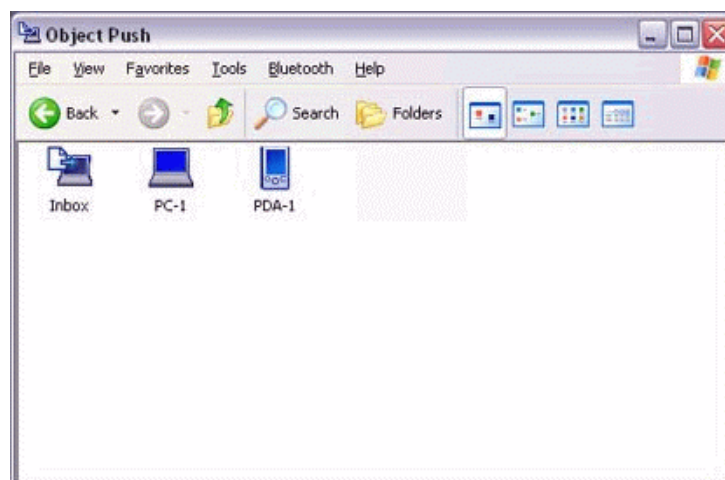 Object Push
File View Favorites Tools Bluetooth Help
Back Search Folders
Inbox PC-1 PDA-1